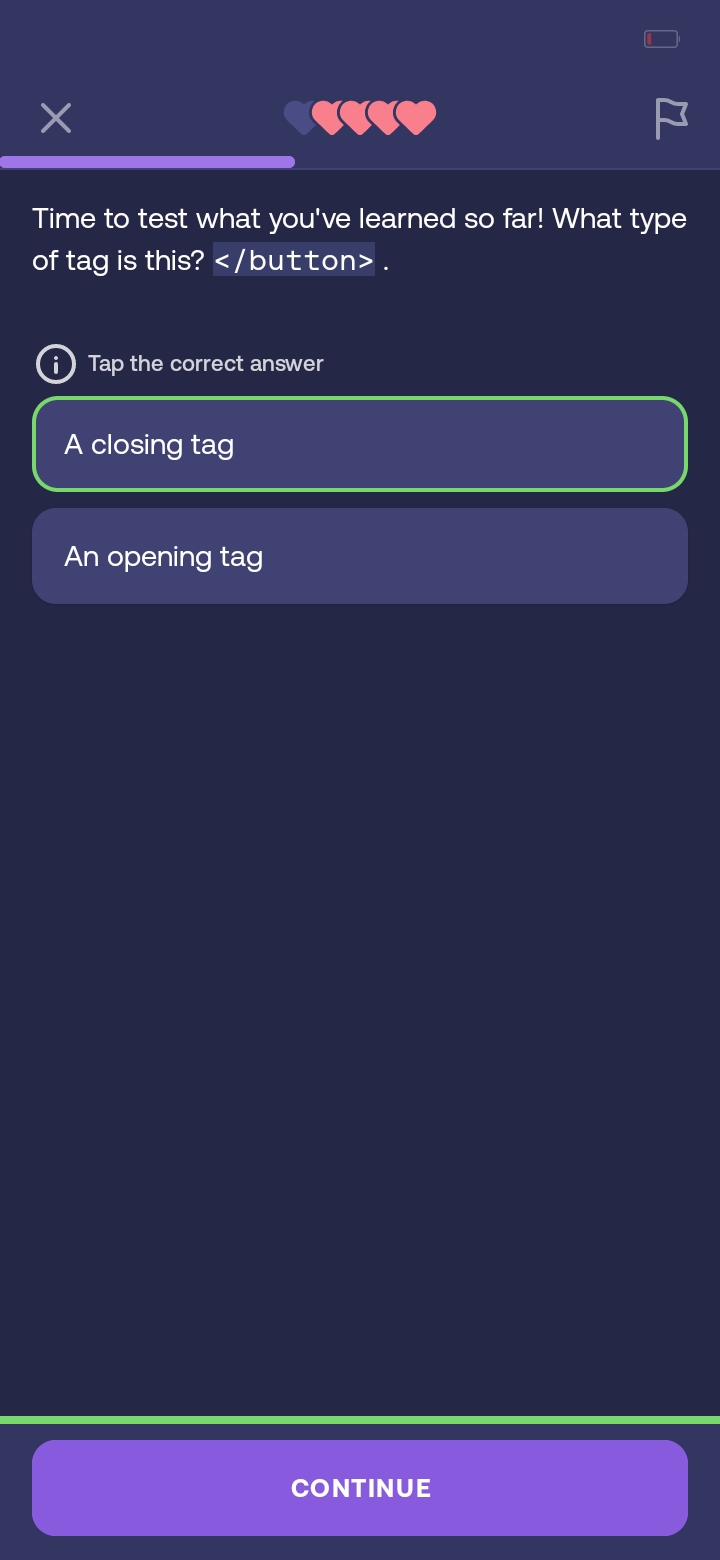 Time to test what you've learned so far! What type
of tag is this? </button> .
Tap the correct answer
A closing tag
An opening tag
CONTINUE